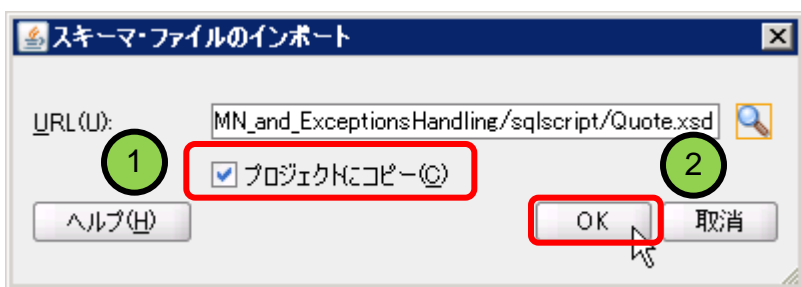 スキーマ・ファイルのインポート
URL(U): MN_and_ExceptionsHandling/sqlscript/Quote.xsd
1 プロジェクトにコピー(C) 2
ヘルプ(H) OK 取消